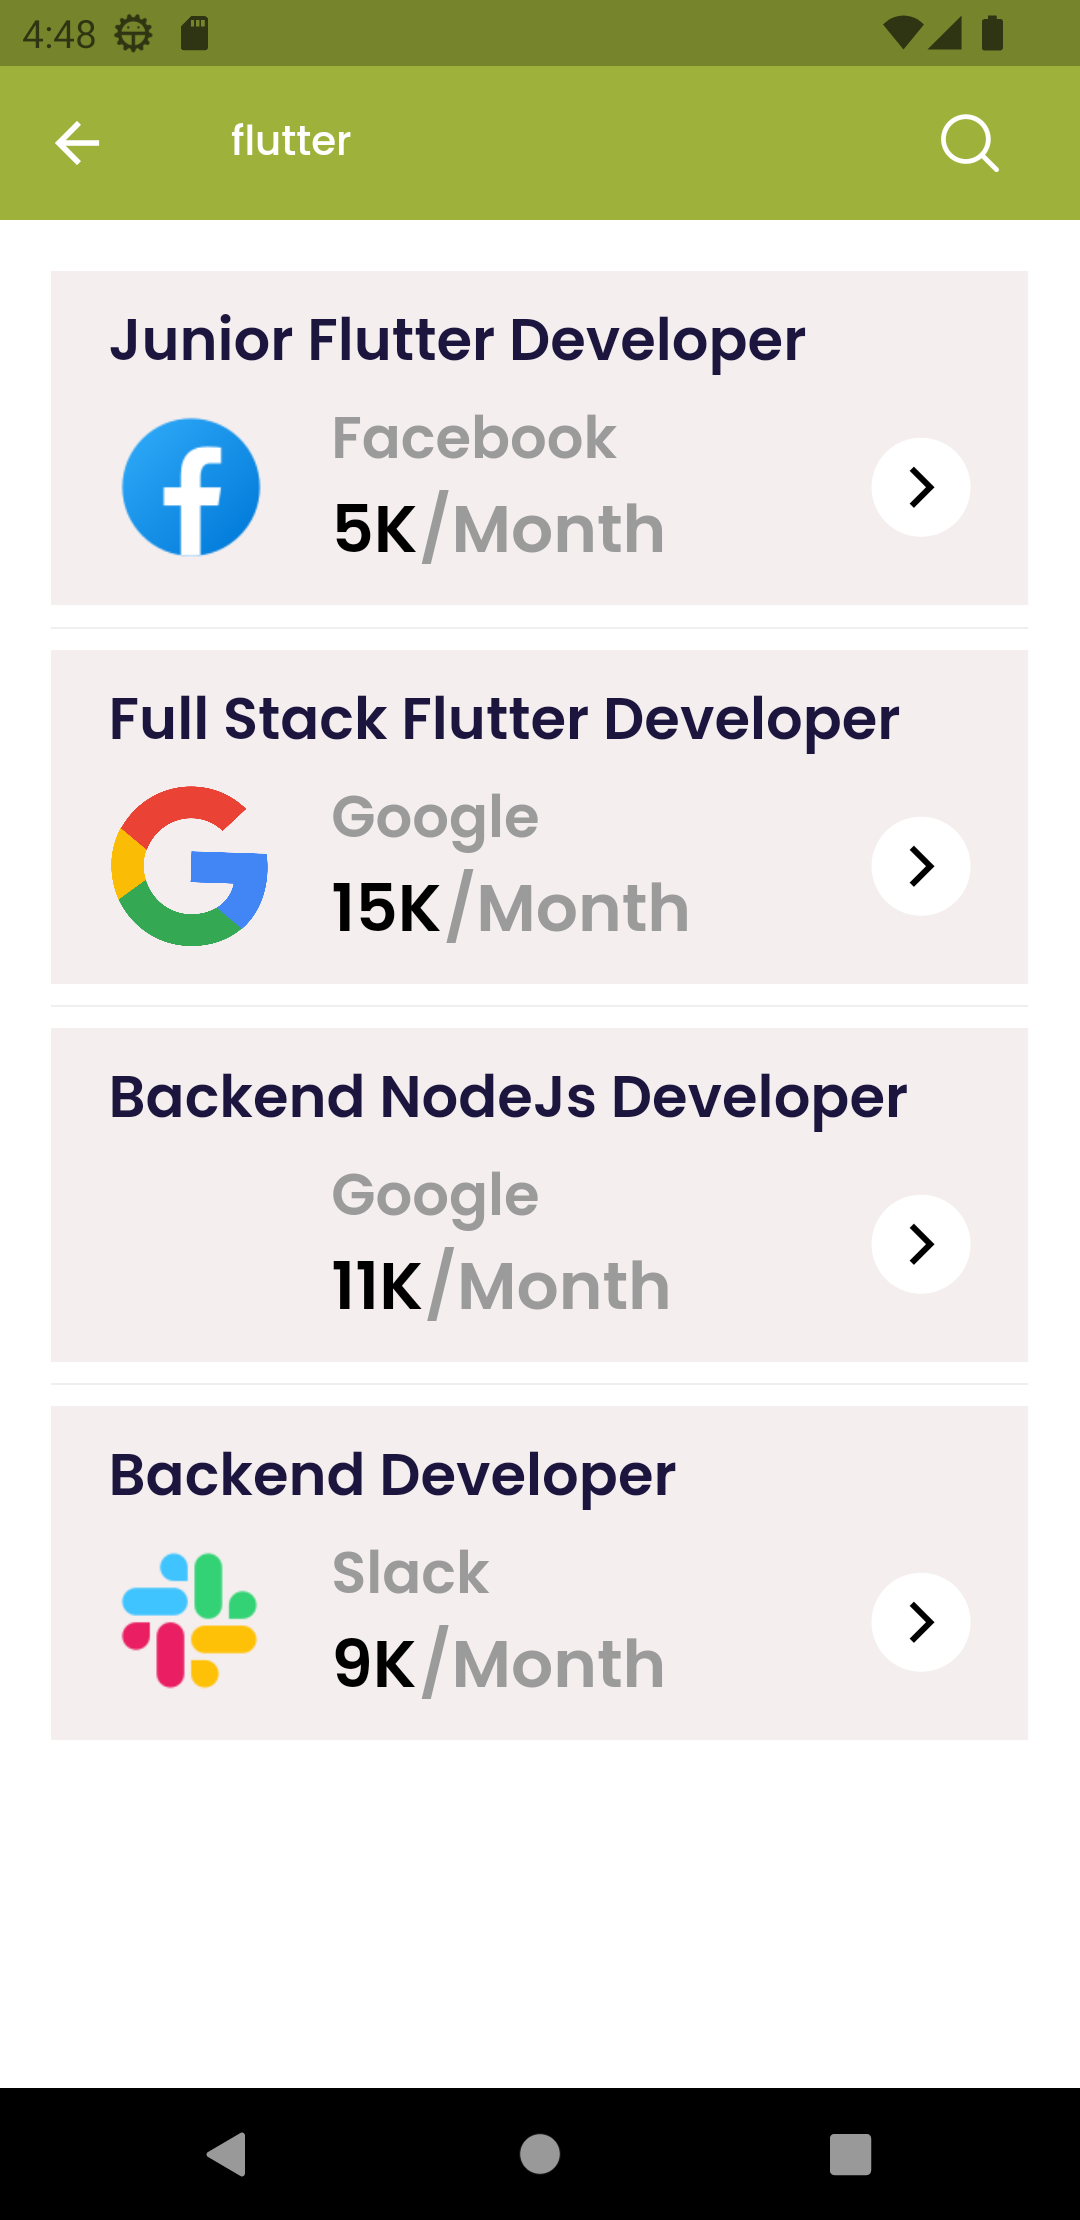 4:48
flutter
Junior Flutter Developer
Facebook
5K/Month
Full Stack Flutter Developer
Google
15K/Month
Backend NodeJs Developer
Google
11K/Month
Backend Developer
Slack
9K/Month